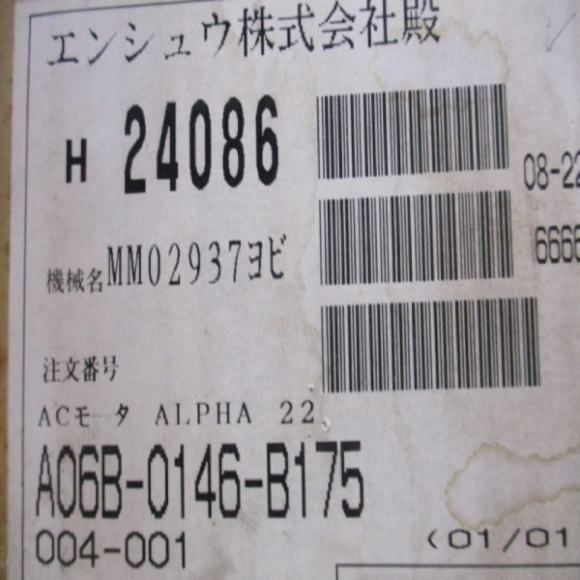 エンシュウ株式会社殿
H 24086
08-22
機械名MM02937ヨビ
6666
注文番号
ACモータ ALPHA 22
A06B-0146-B175
004-001
(01/01